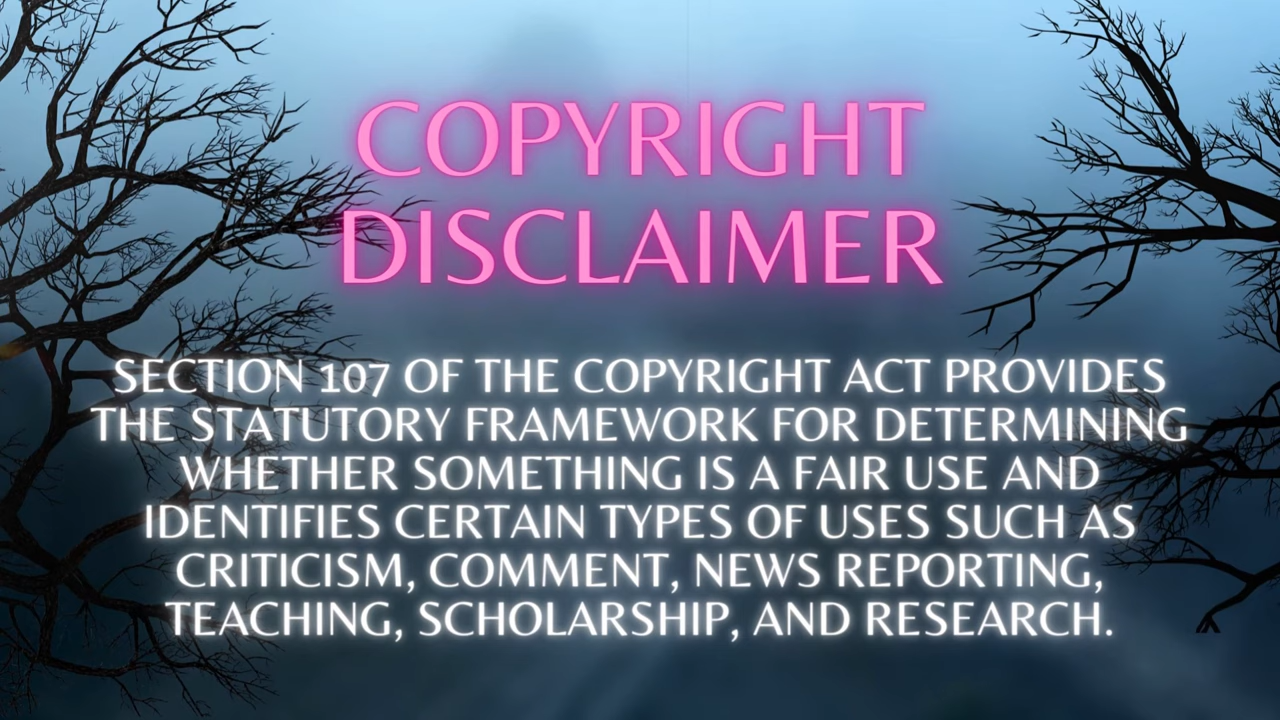 COPYRIGHT
DISCLAIMER
SECTION 107 OF THE COPYRIGHT ACT PROVIDES
THE STATUTORY FRAMEWORK FOR DETERMINING
WHETHER SOMETHING IS A FAIR USE AND
IDENTIFIES CERTAIN TYPES OF USES SUCH AS
CRITICISM, COMMENT, NEWS REPORTING,
TEACHING, SCHOLARSHIP, AND RESEARCH.